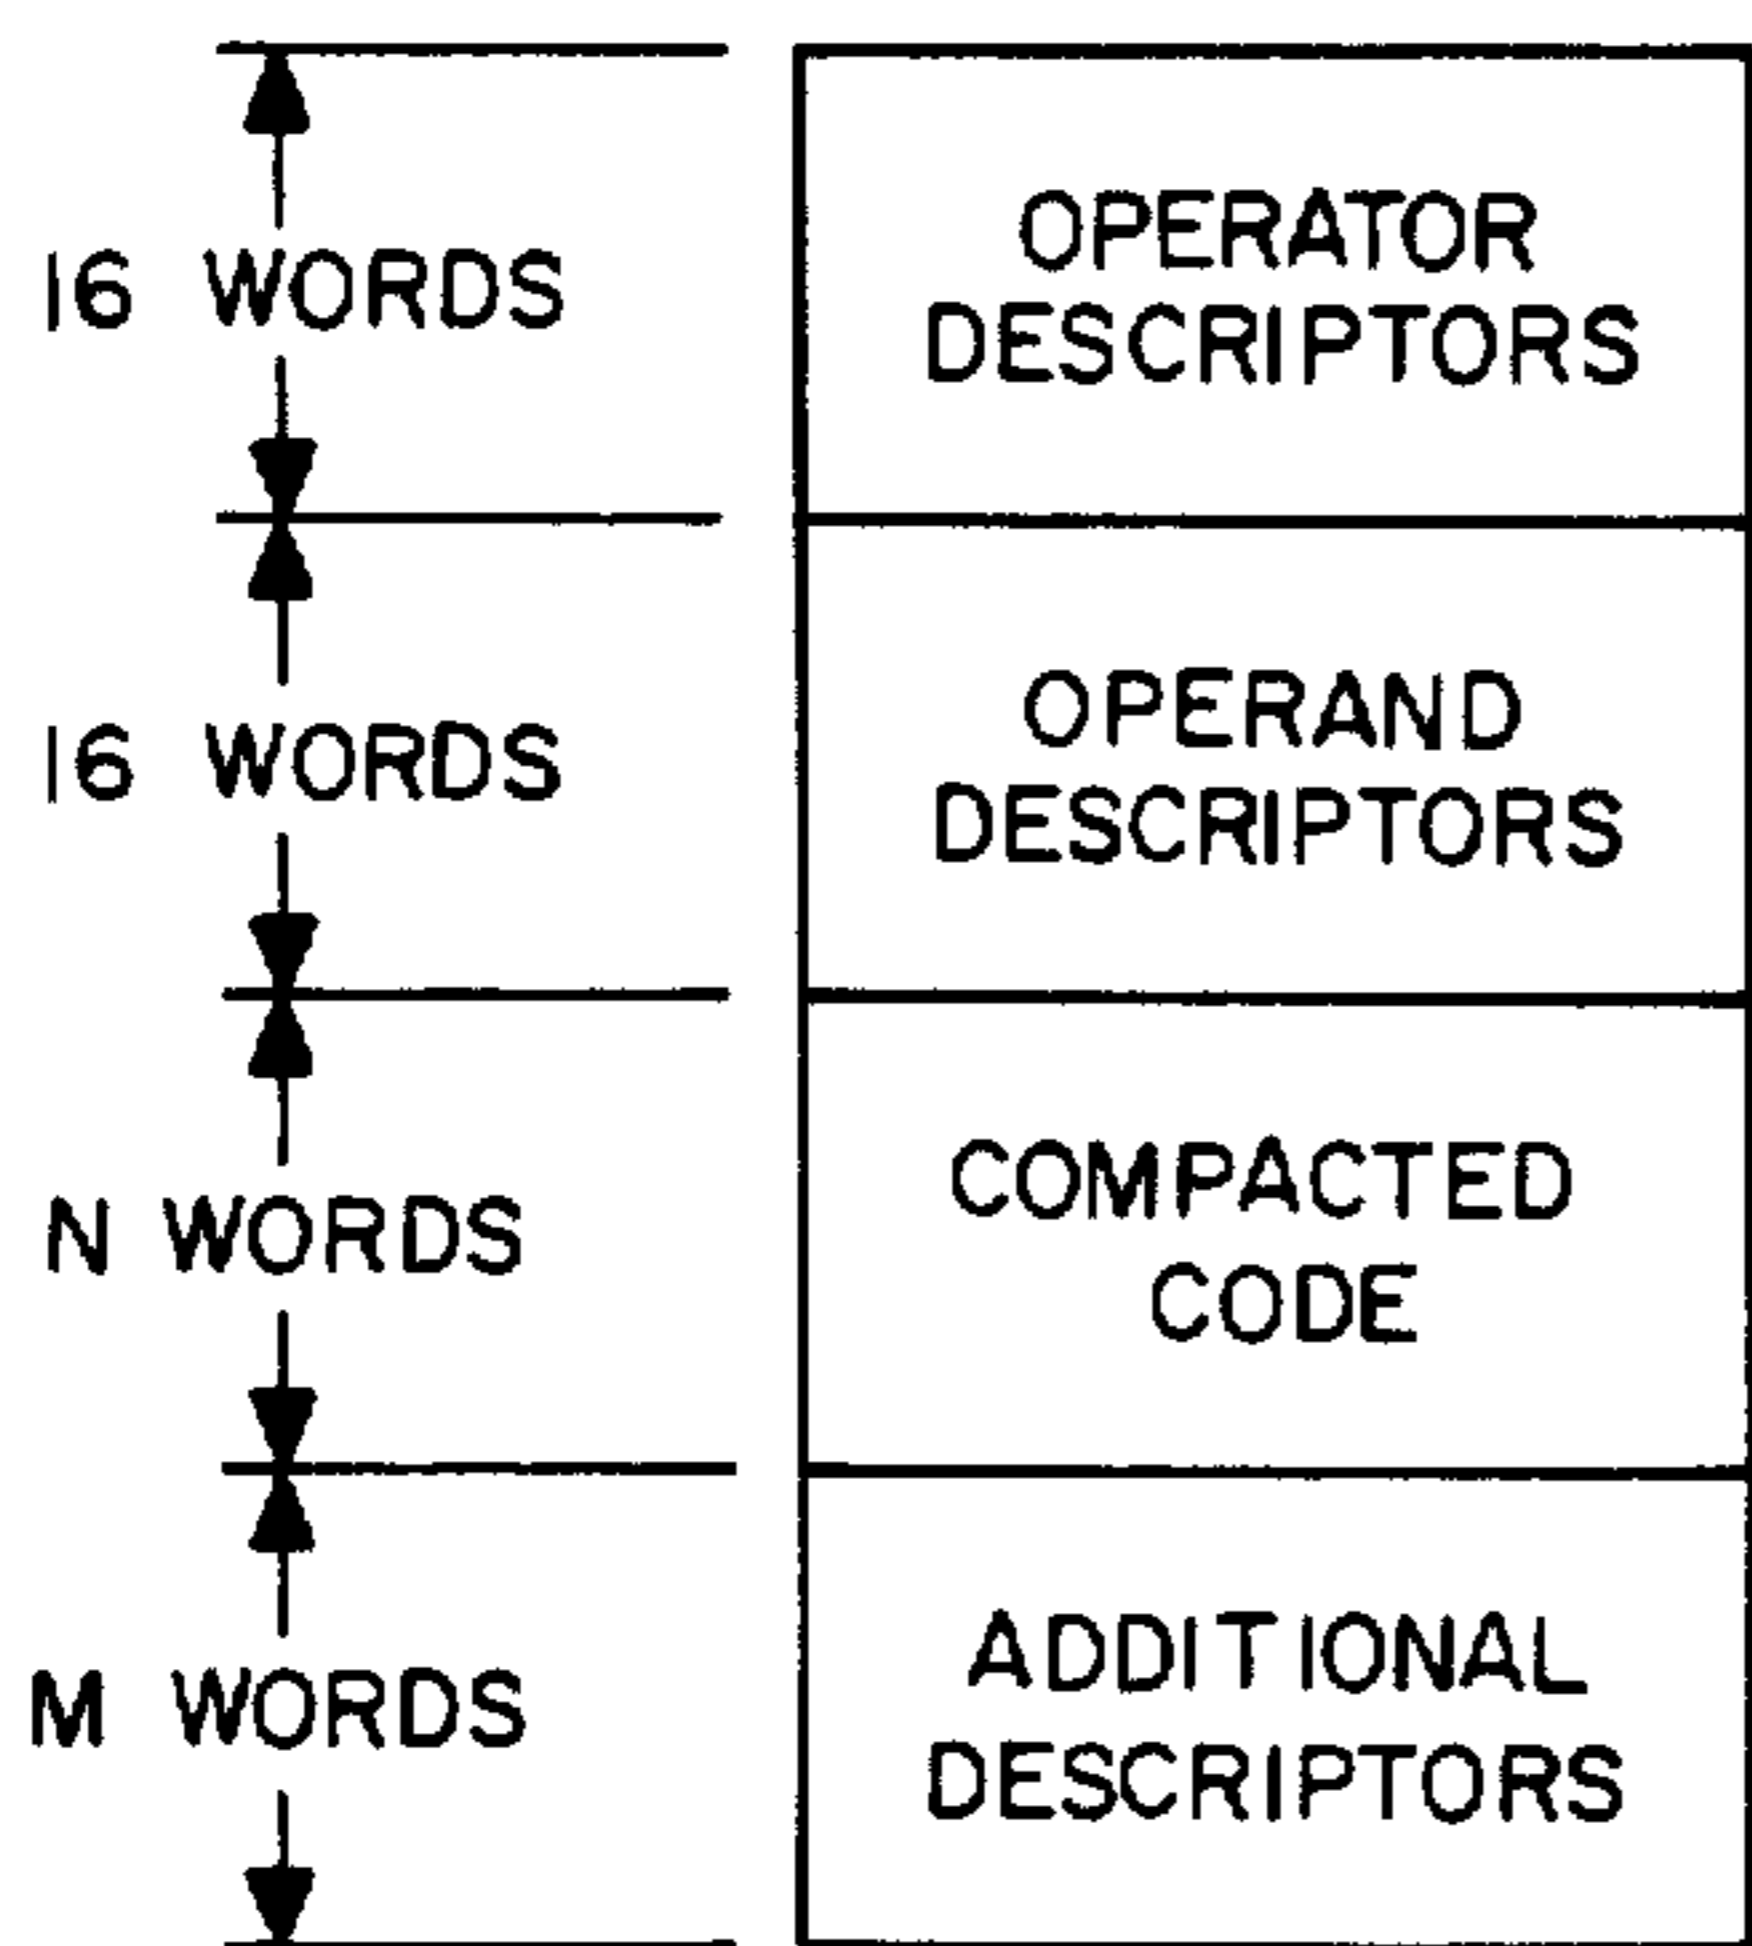 16 WORDS
OPERATOR
DESCRIPTORS
16 WORDS
OPERAND
DESCRIPTORS
N WORDS
COMPACTED
CODE
M WORDS
ADDITIONAL
DESCRIPTORS